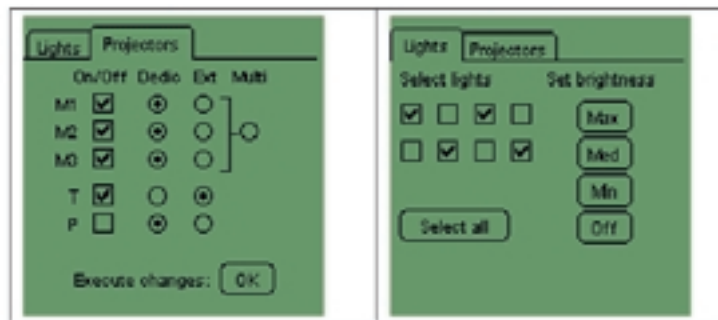 Lights Projectors
On/Off Dedic Ext Multi
M1
M2
M3
T
P
Execute changes: OK
Lights Projectors
Select lights Set brightness
Max
Med
Min
Select all Off